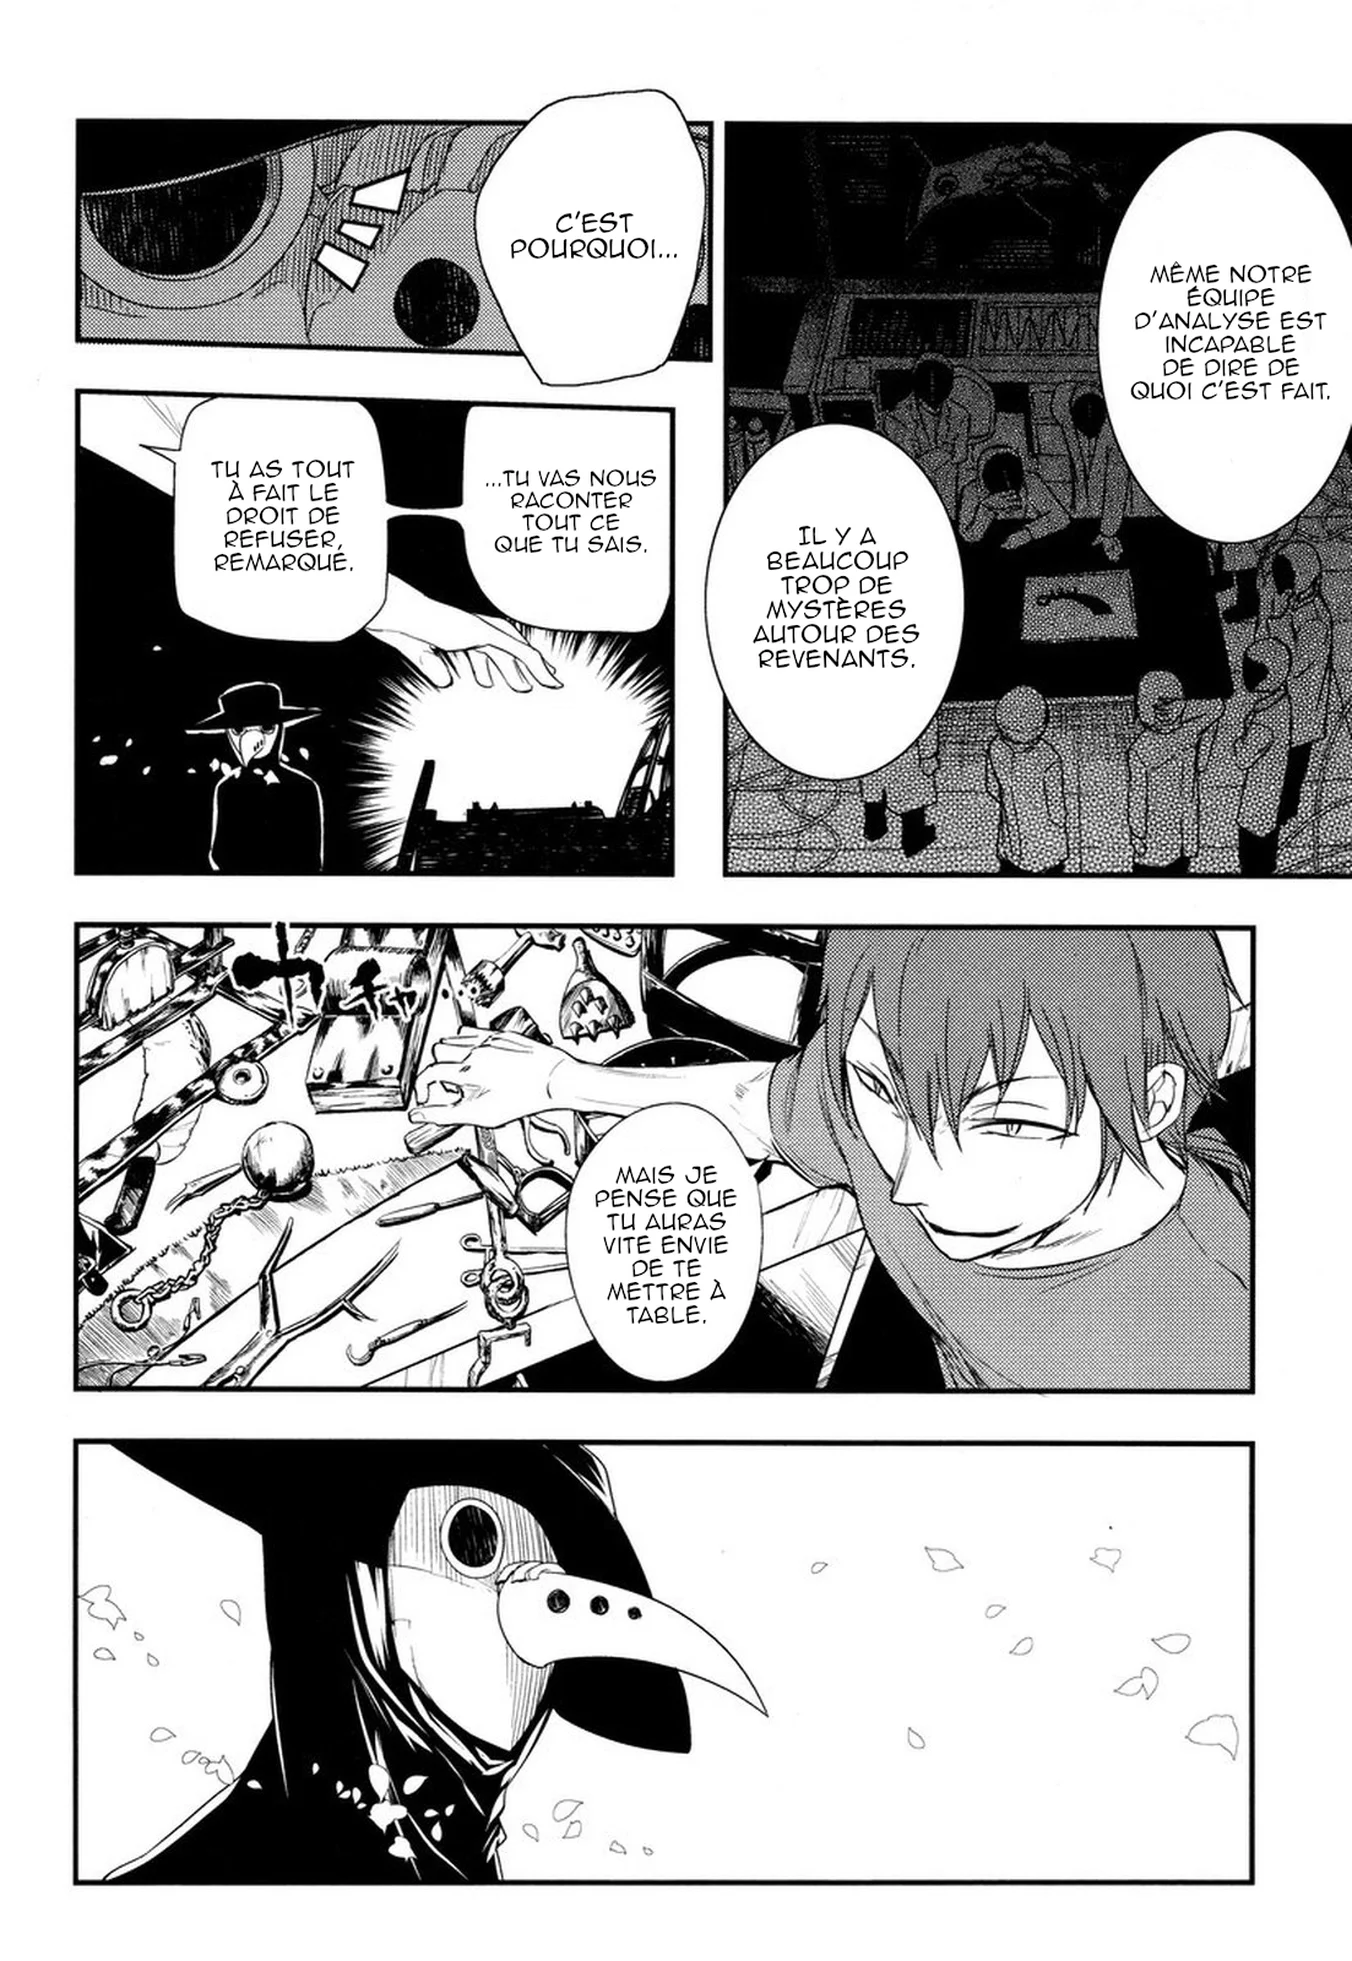 MÊME NOTRE
ÉQUIPE
D'ANALYSE EST
INCAPABLE
DE DIRE DE
QUOI C'EST FAIT.
IL Y A
BEAUCOUP
TROP DE
MYSTÈRES
AUTOUR DES
REVENANTS.
C'EST
POURQUOI...
...TU VAS NOUS
RACONTER
TOUT CE
QUE TU SAIS.
TU AS TOUT
À FAIT LE
DROIT DE
REFUSER,
REMARQUE.
チャ
MAIS JE
PENSE QUE
TU AURAS
VITE ENVIE
DE TE
METTRE À
TABLE.